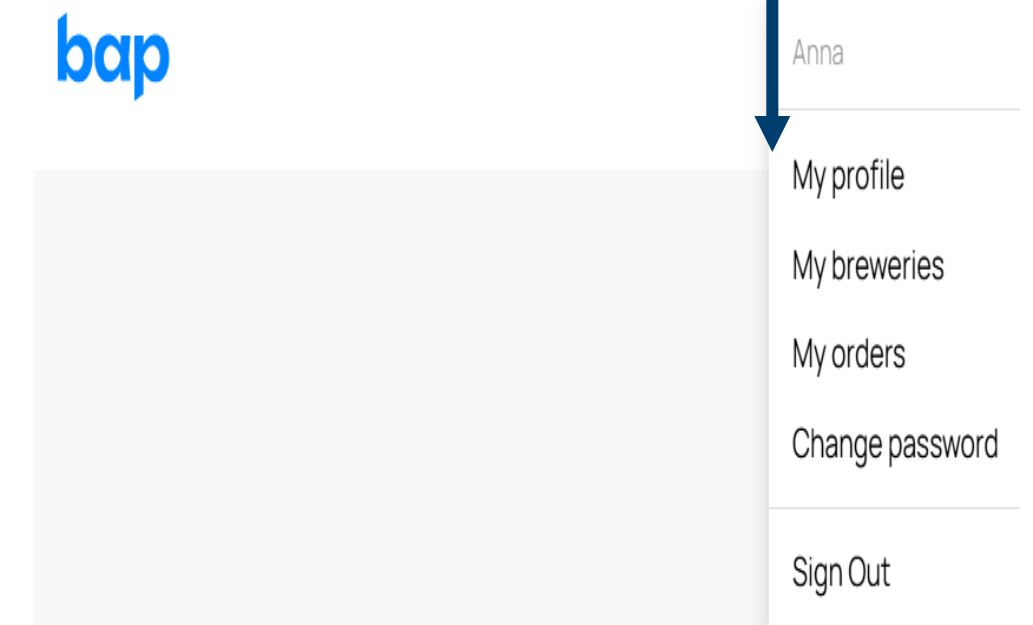 bap
Anna
My profile
My breweries
My orders
Change password
Sign Out